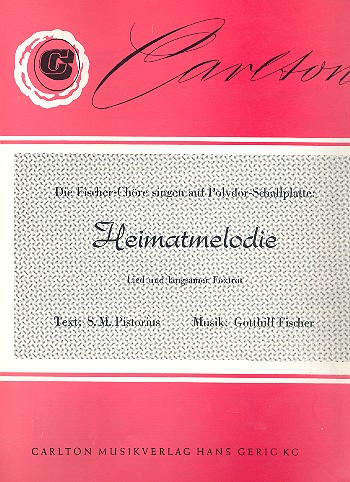 CG
Carlton
Die Fischer-Chöre singen auf Polydor-Schallplatte:
Heimatmelodie
Lied und langsamer Foxtrot
Text: S. M. Pistorius Musik: Gotthilf Fischer
CARLTON MUSIKVERLAG HANS GERIG KG